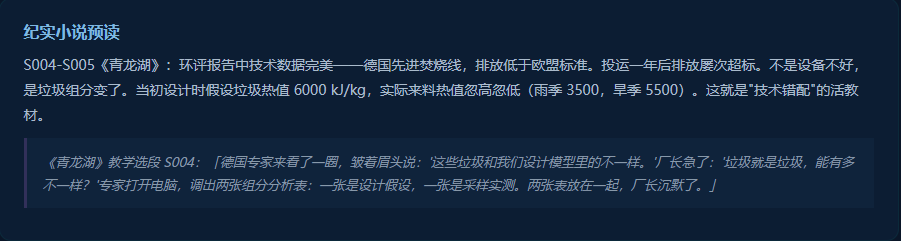 纪实小说预读
S004-S005《青龙湖》：环评报告中技术数据完美——德国先进焚烧线，排放低于欧盟标准。投运一年后排放屡次超标。不是设备不好，
是垃圾组分变了。当初设计时假设垃圾热值 6000 kJ/kg，实际来料热值忽高忽低（雨季 3500，旱季 5500）。这就是"技术错配"的活教
材。
《青龙湖》教学选段 S004：「德国专家来看了一圈，皱着眉头说：'这些垃圾和我们设计模型里的不一样。'厂长急了：'垃圾就是垃圾，能有多
不一样？'专家打开电脑，调出两张组分分析表：一张是设计假设，一张是采样实测。两张表放在一起，厂长沉默了。」